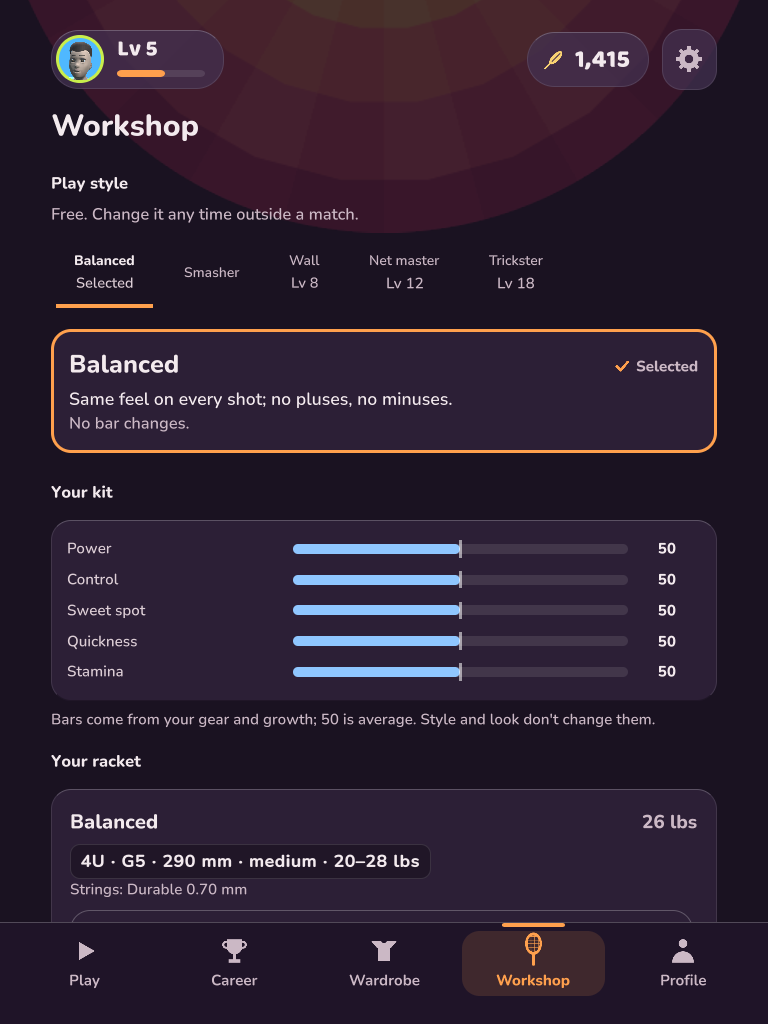 Lv 5
1,415
Workshop
Play style
Free. Change it any time outside a match.
Balanced
Selected
Smasher
Wall
Lv 8
Net master
Lv 12
Trickster
Lv 18
Balanced
Selected
Same feel on every shot; no pluses, no minuses.
No bar changes.
Your kit
Power 50
Control 50
Sweet spot 50
Quickness 50
Stamina 50
Bars come from your gear and growth; 50 is average. Style and look don't change them.
Your racket
Balanced
26 lbs
4U · G5 · 290 mm · medium · 20–28 lbs
Strings: Durable 0.70 mm
Play
Career
Wardrobe
Workshop
Profile